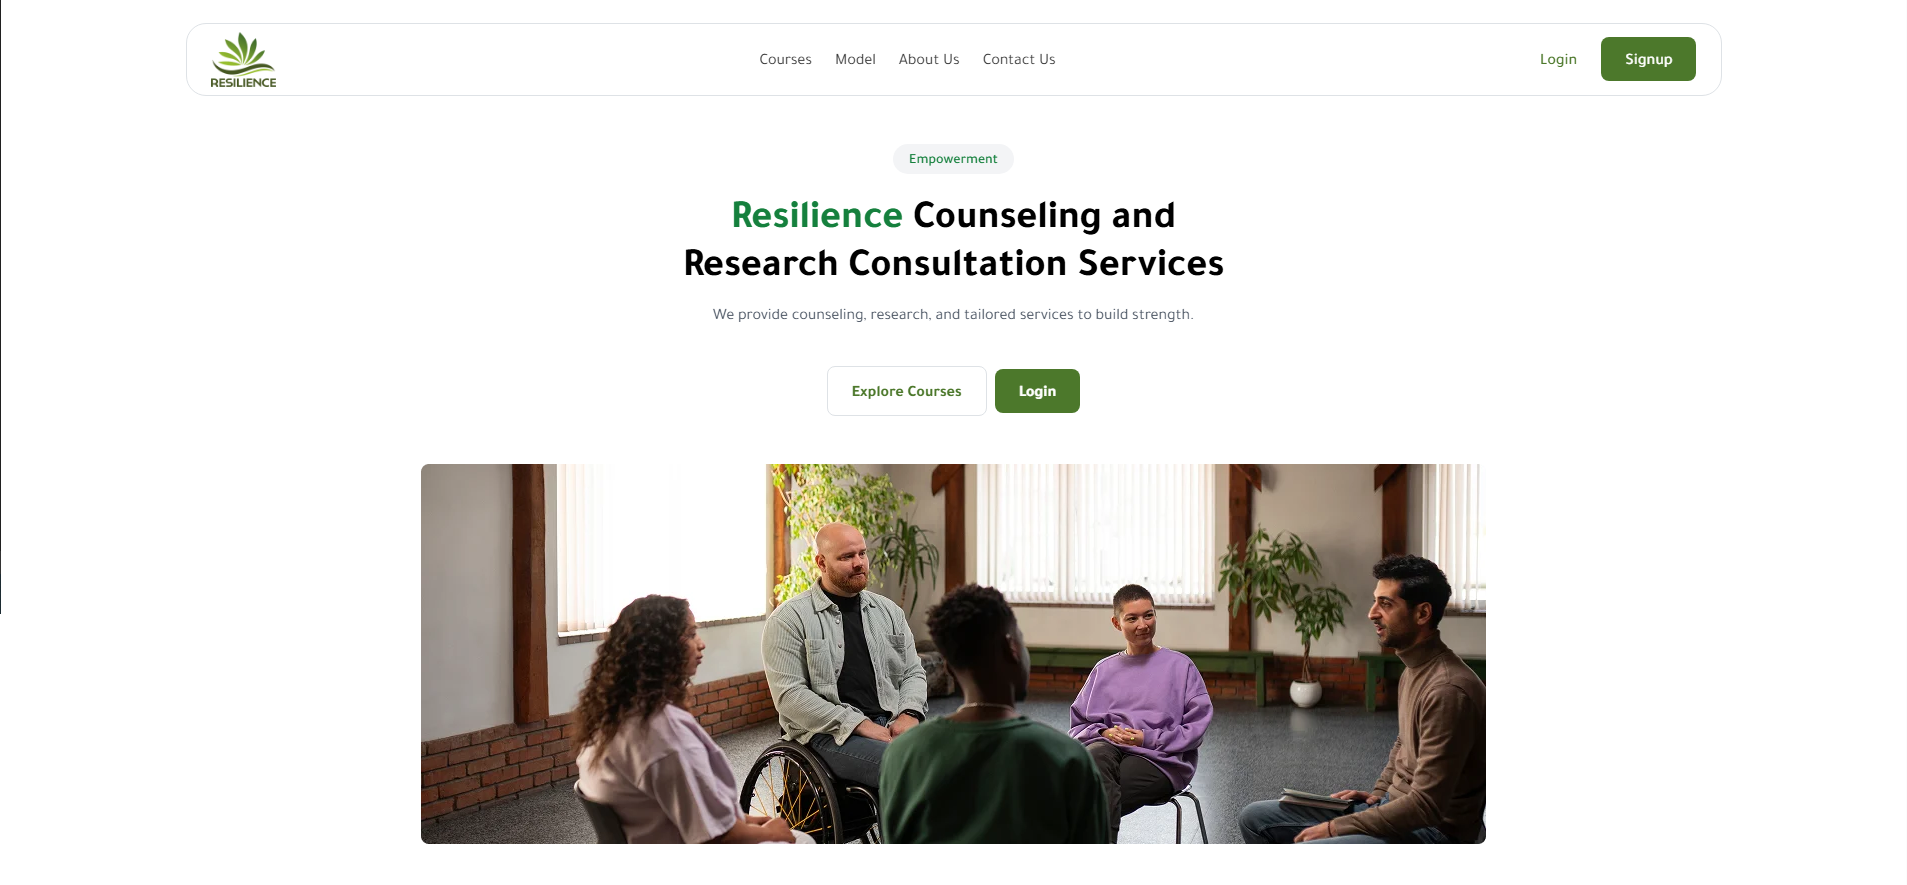 RESILIENCE
Courses
Model
About Us
Contact Us
Login
Signup
Empowerment
Resilience Counseling and
Research Consultation Services
We provide counseling, research, and tailored services to build strength.
Explore Courses
Login